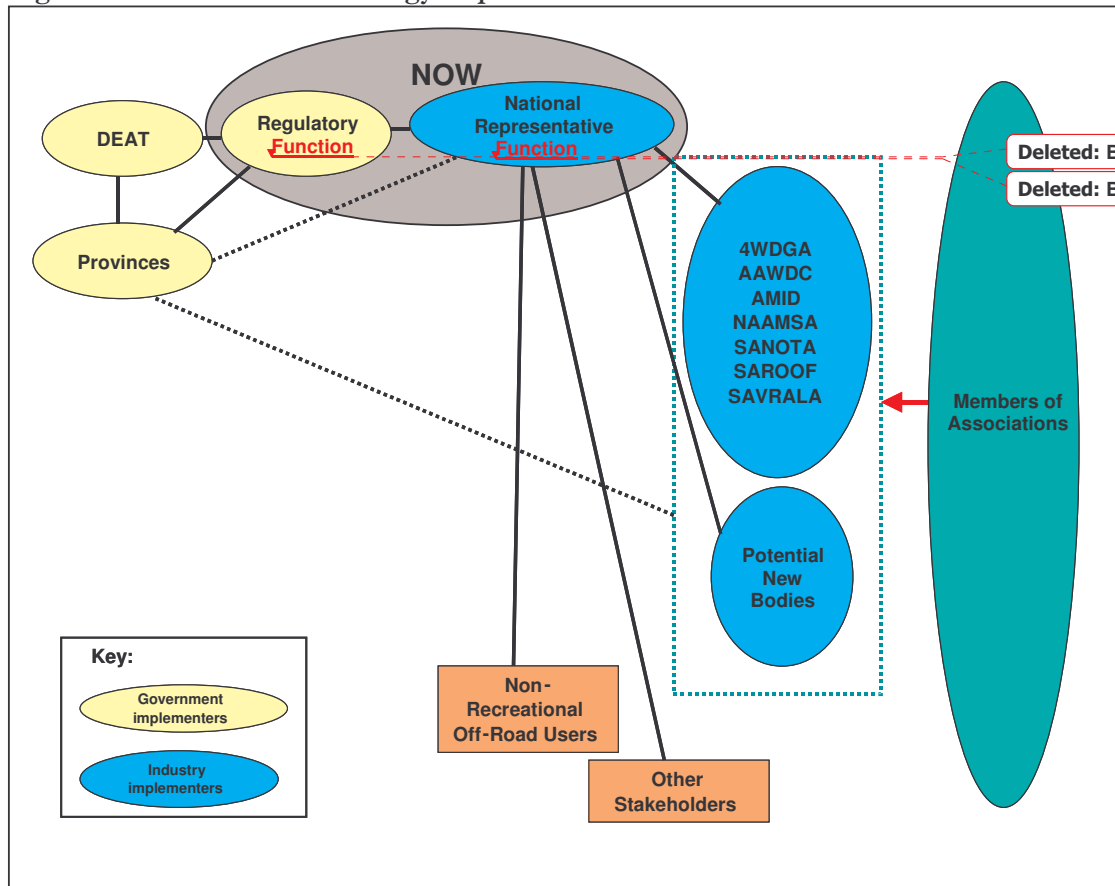 NOW
National
Representative
Function
Regulatory
Function
DEAT
Provinces
Deleted: B
Deleted: B
4WDGA
AAWDC
AMID
NAAMSA
SANOTA
SAROOF
SAVRALA
Members of
Associations
Potential
New
Bodies
Key:
Government
implementers
Industry
implementers
Non-
Recreational
Off-Road Users
Other
Stakeholders